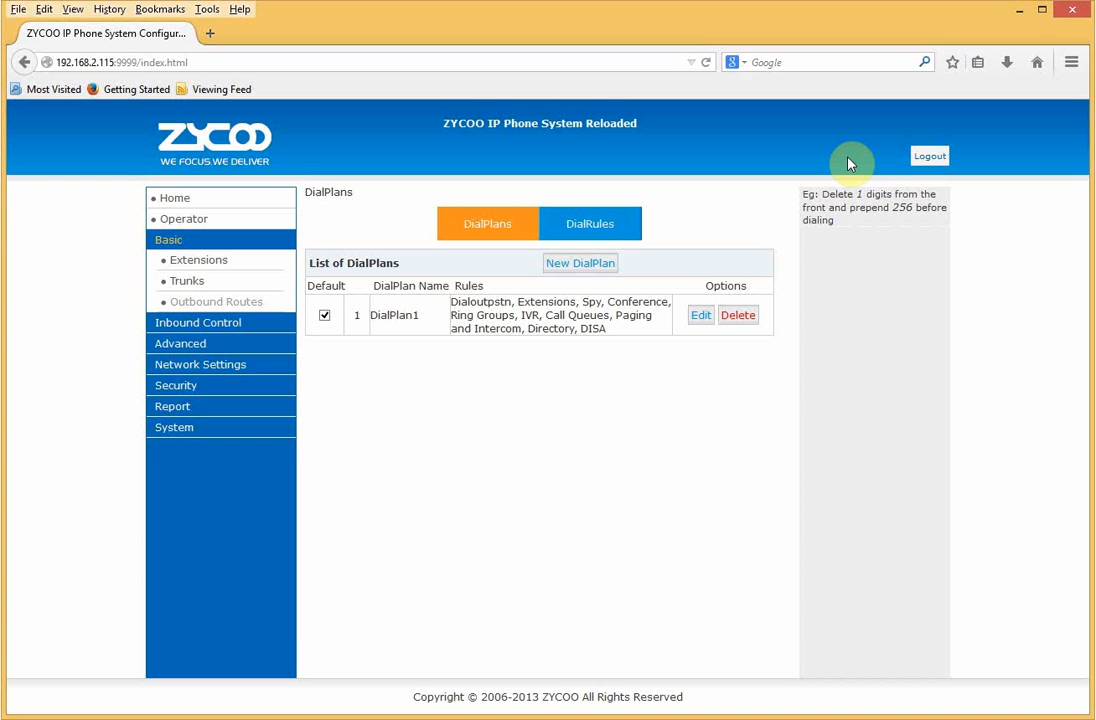 File Edit View History Bookmarks Tools Help
ZYCOO IP Phone System Configur...
192.168.2.115:9999/index.html
Google
Most Visited Getting Started Viewing Feed
ZYCOO
WE FOCUS.WE DELIVER
ZYCOO IP Phone System Reloaded
Logout
Home
Operator
Basic
Extensions
Trunks
Outbound Routes
Inbound Control
Advanced
Network Settings
Security
Report
System
DialPlans
DialPlans DialRules
List of DialPlans New DialPlan
Default DialPlan Name Rules Options
1 DialPlan1 Dialoutpstn, Extensions, Spy, Conference,
Ring Groups, IVR, Call Queues, Paging
and Intercom, Directory, DISA
Edit Delete
Eg: Delete 1 digits from the
front and prepend 256 before
dialing
Copyright © 2006-2013 ZYCOO All Rights Reserved